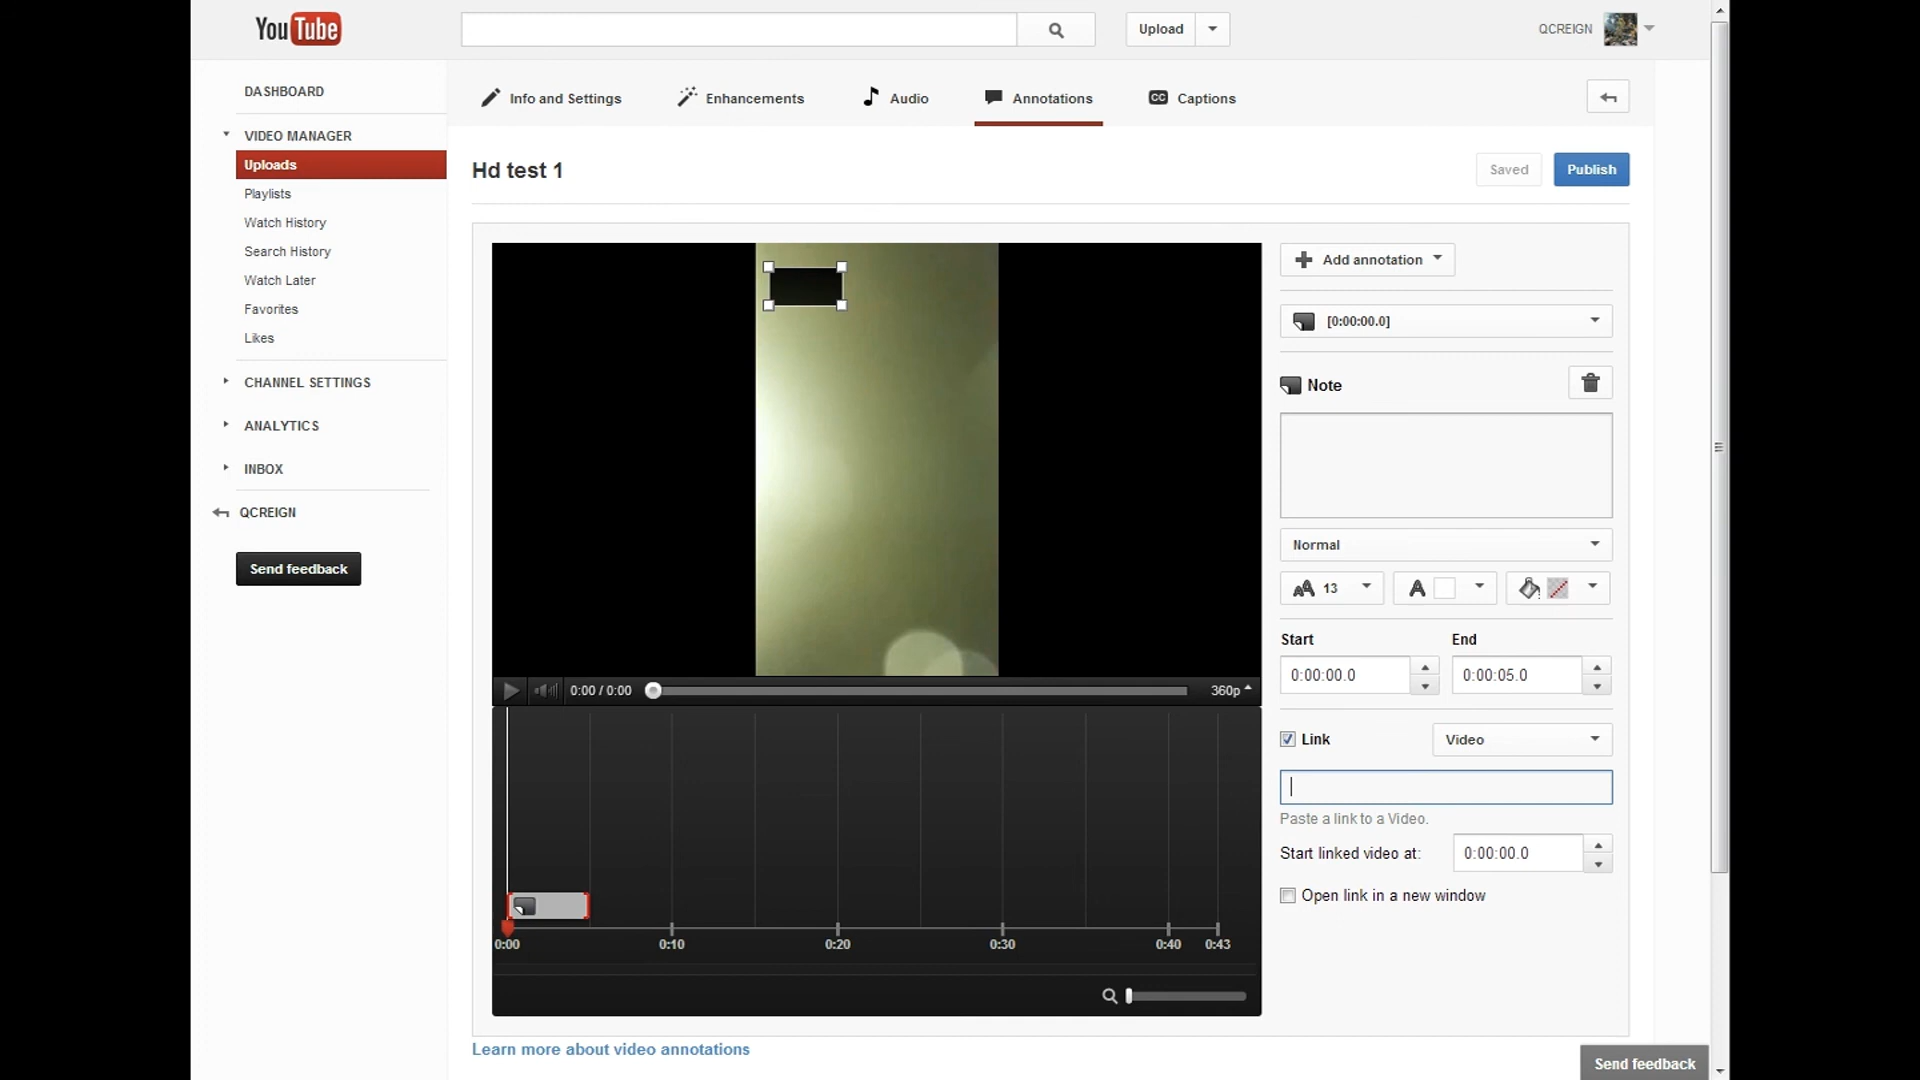 YouTube
Upload
QCREIGN
DASHBOARD
VIDEO MANAGER
Uploads
Playlists
Watch History
Search History
Watch Later
Favorites
Likes
CHANNEL SETTINGS
ANALYTICS
INBOX
QCREIGN
Send feedback
Info and Settings
Enhancements
Audio
Annotations
CC Captions
Hd test 1
Saved
Publish
Add annotation
[0:00:00.0]
Note
Normal
AA 13
A
Start
End
0:00:00.0
0:00:05.0
Link
Video
Paste a link to a Video.
Start linked video at:
0:00:00.0
Open link in a new window
0:00 / 0:00
360p
0:00
0:10
0:20
0:30
0:40
0:43
Learn more about video annotations
Send feedback